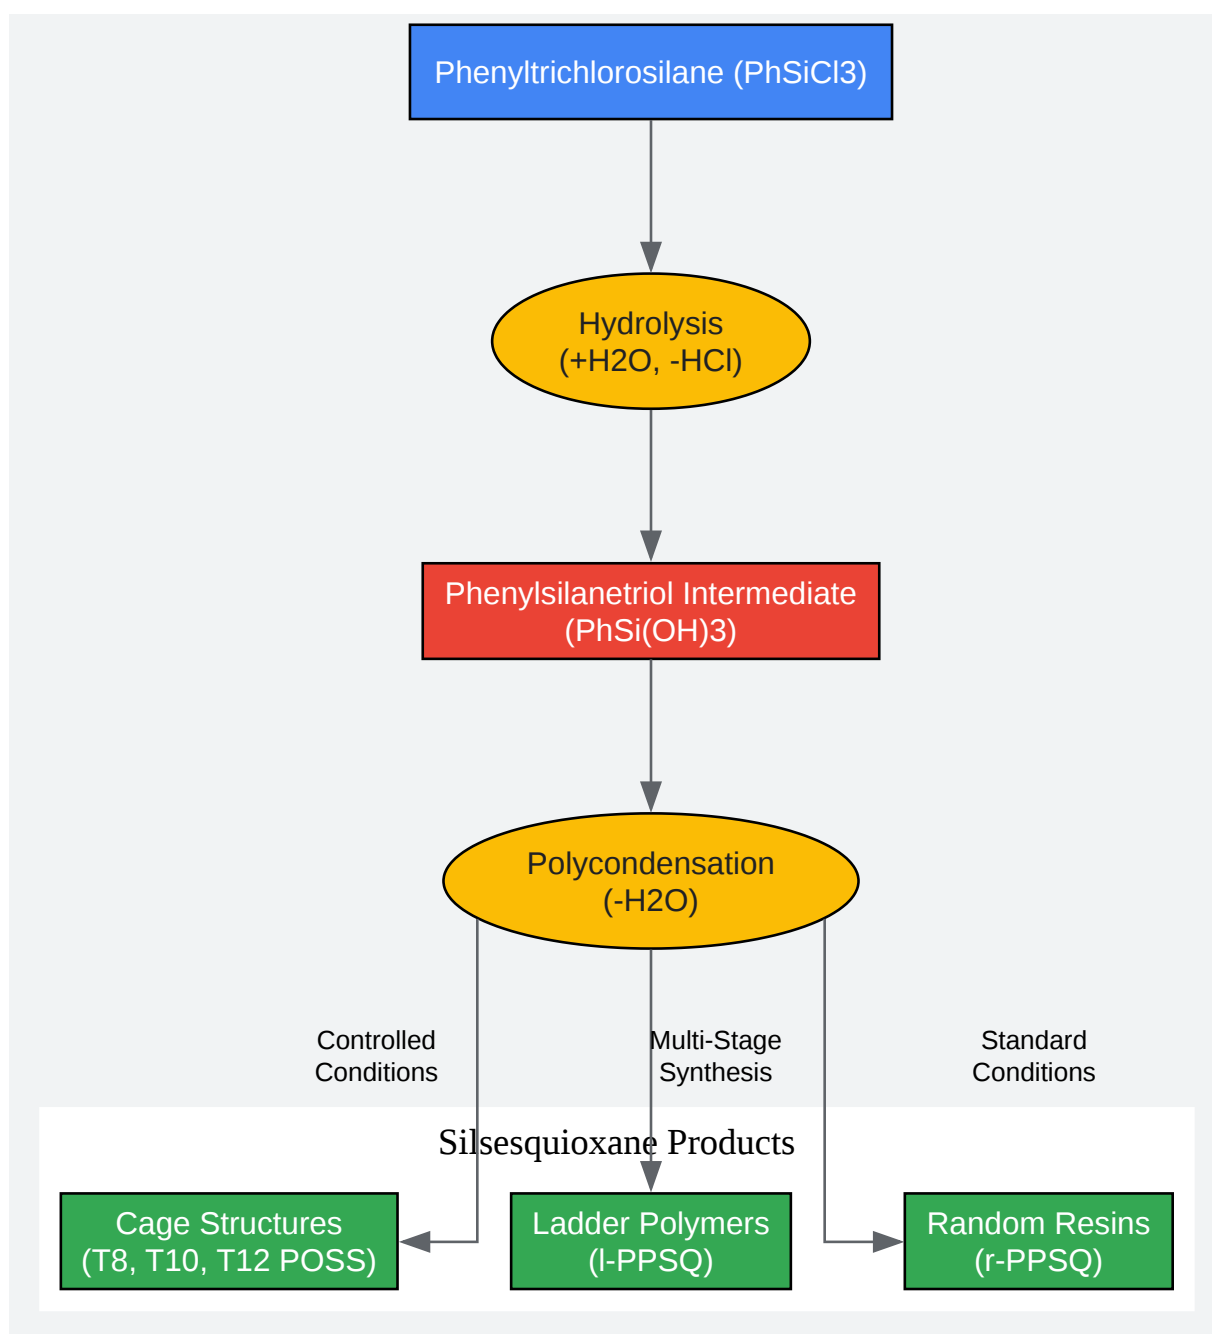 Phenyltrichlorosilane (PhSiCl3)
Hydrolysis
(+H2O, -HCl)
Phenylsilanetriol Intermediate
(PhSi(OH)3)
Polycondensation
(-H2O)
Controlled
Conditions
Multi-Stage
Synthesis
Standard
Conditions
Silsesquioxane Products
Cage Structures
(T8, T10, T12 POSS)
Ladder Polymers
(l-PPSQ)
Random Resins
(r-PPSQ)